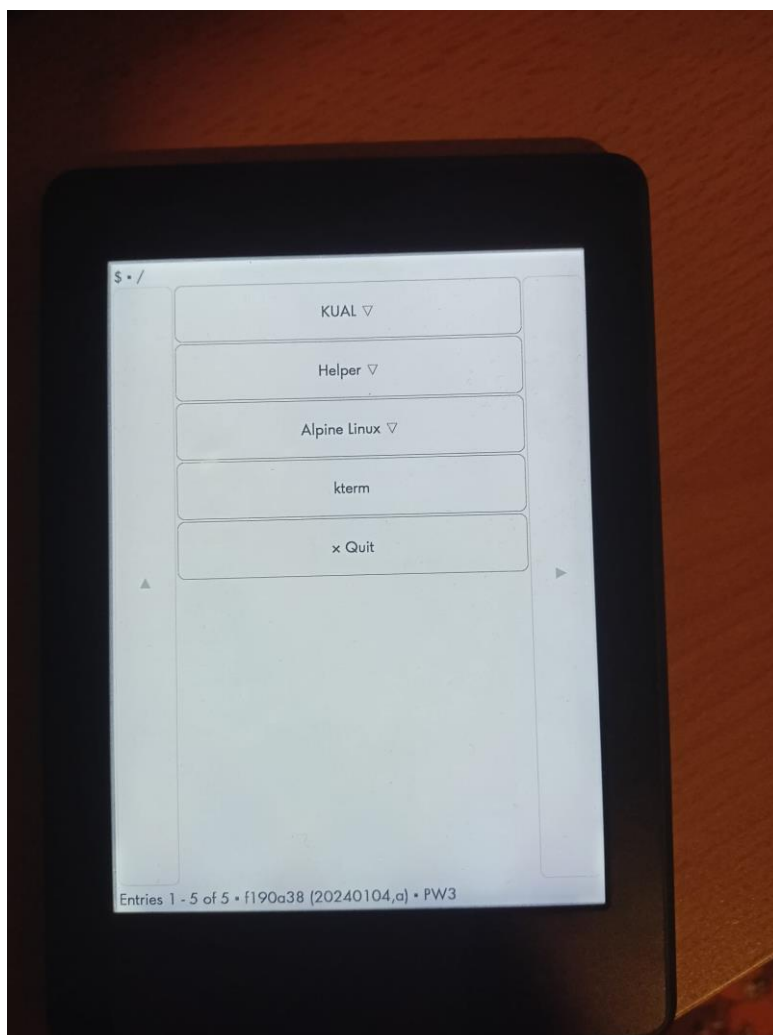 $ • /
KUAL ▽
Helper ▽
Alpine Linux ▽
kterm
× Quit
Entries 1 - 5 of 5 • f190a38 (20240104,a) • PW3